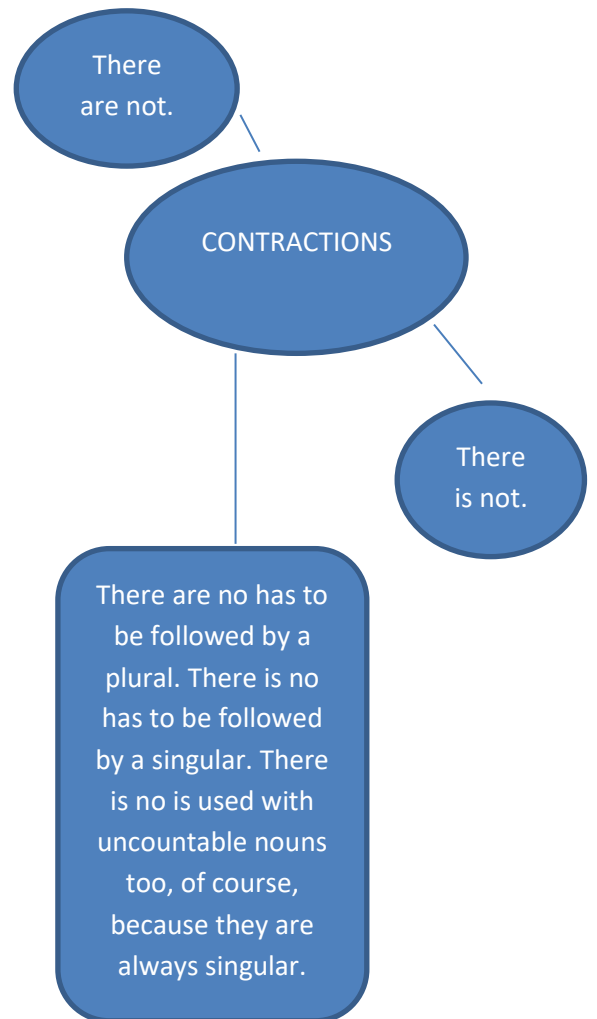 There
are not.
CONTRACTIONS
There
is not.
There are no has to
be followed by a
plural. There is no
has to be followed
by a singular. There
is no is used with
uncountable nouns
too, of course,
because they are
always singular.